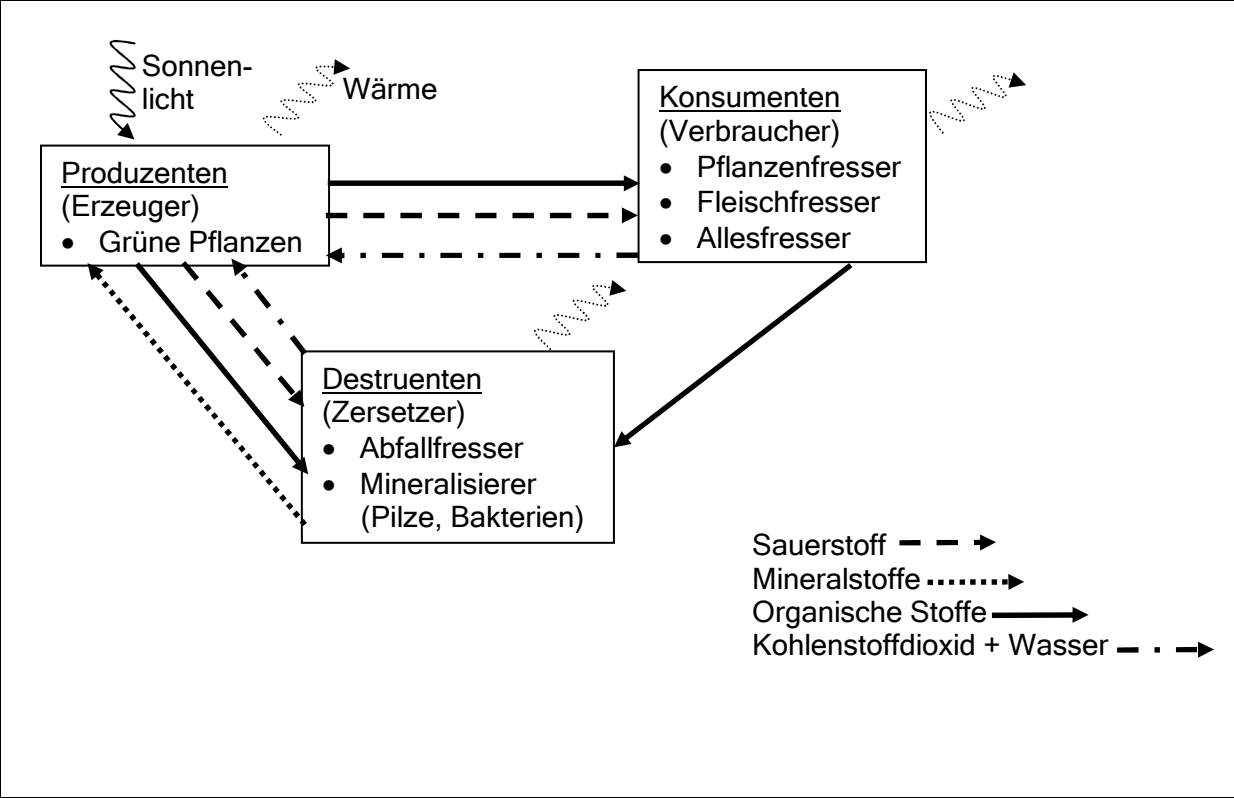 Sonnen-
licht
Wärme
Konsumenten
(Verbraucher)
• Pflanzenfresser
• Fleischfresser
• Allesfresser
Produzenten
(Erzeuger)
• Grüne Pflanzen
Destruenten
(Zersetzer)
• Abfallfresser
• Mineralisierer
(Pilze, Bakterien)
Sauerstoff
Mineralstoffe
Organische Stoffe
Kohlenstoffdioxid + Wasser